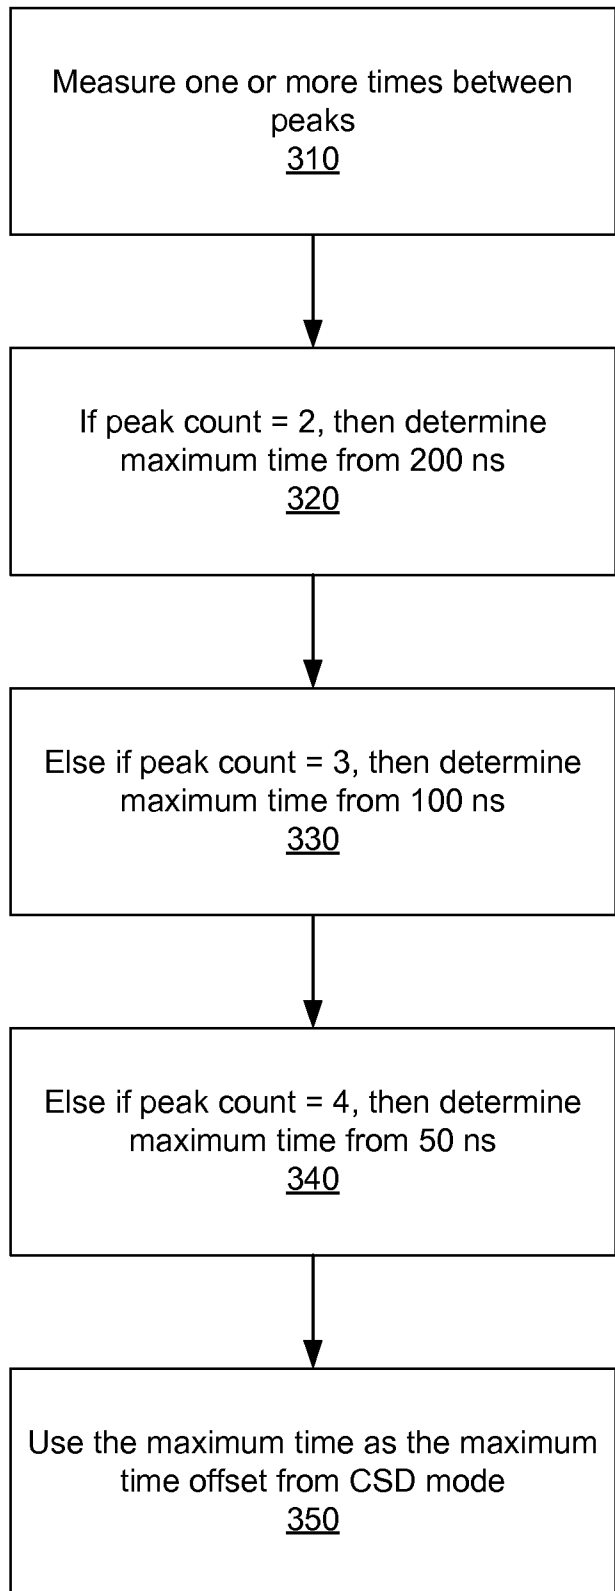 Measure one or more times between
peaks
310
If peak count = 2, then determine
maximum time from 200 ns
320
Else if peak count = 3, then determine
maximum time from 100 ns
330
Else if peak count = 4, then determine
maximum time from 50 ns
340
Use the maximum time as the maximum
time offset from CSD mode
350